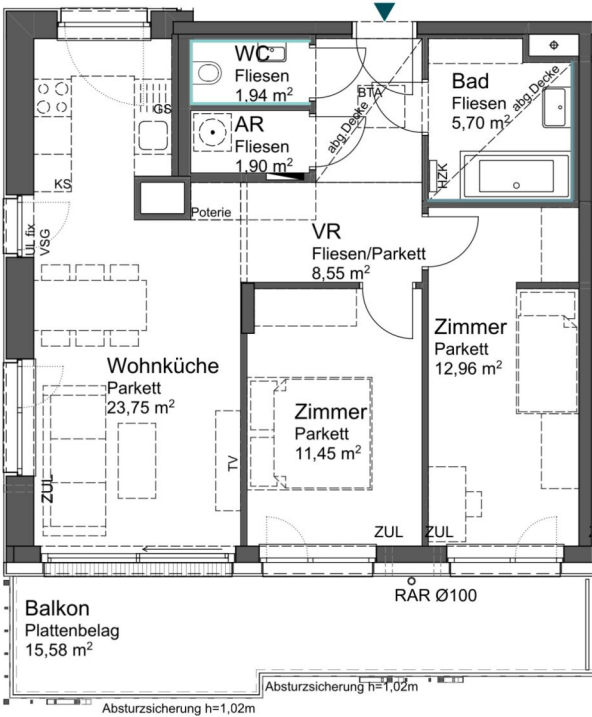 WC
Fliesen
1,94 m²
GS
AR
Fliesen
1,90 m²
BTA
abg Decke
Bad
Fliesen
5,70 m²
abg Decke
HZK
KS
Poterie
UL fix
VSG
VR
Fliesen/Parkett
8,55 m²
Wohnküche
Parkett
23,75 m²
Zimmer
Parkett
12,96 m²
Zimmer
Parkett
11,45 m²
TV
ZUL
ZUL
ZUL
RAR Ø100
Balkon
Plattenbelag
15,58 m²
Absturzsicherung h=1,02m
Absturzsicherung h=1,02m